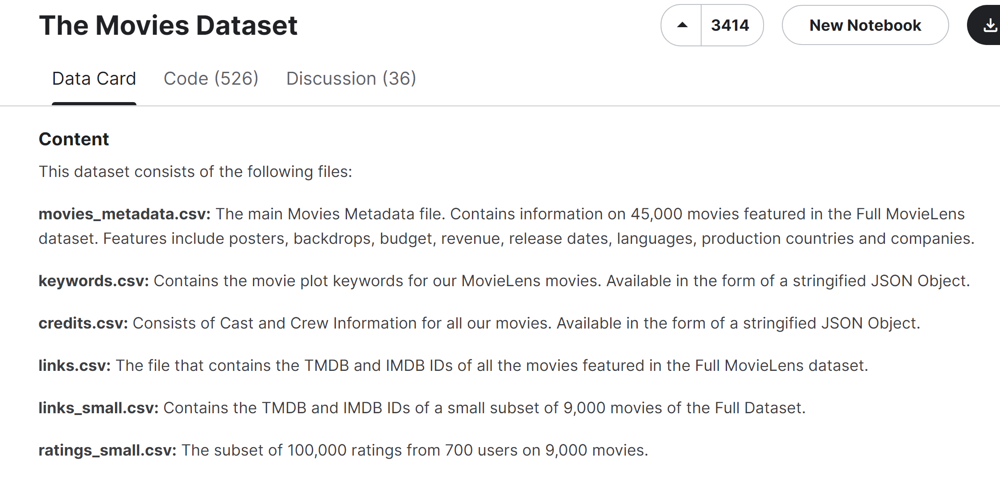 The Movies Dataset
3414
New Notebook
Data Card
Code (526)
Discussion (36)
Content
This dataset consists of the following files:
movies_metadata.csv: The main Movies Metadata file. Contains information on 45,000 movies featured in the Full MovieLens
dataset. Features include posters, backdrops, budget, revenue, release dates, languages, production countries and companies.
keywords.csv: Contains the movie plot keywords for our MovieLens movies. Available in the form of a stringified JSON Object.
credits.csv: Consists of Cast and Crew Information for all our movies. Available in the form of a stringified JSON Object.
links.csv: The file that contains the TMDB and IMDB IDs of all the movies featured in the Full MovieLens dataset.
links_small.csv: Contains the TMDB and IMDB IDs of a small subset of 9,000 movies of the Full Dataset.
ratings_small.csv: The subset of 100,000 ratings from 700 users on 9,000 movies.